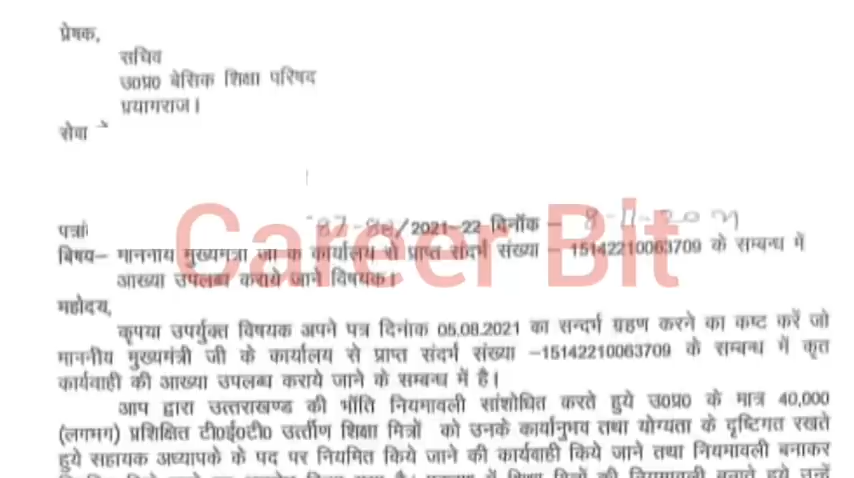 प्रेषक,
सचिव
उ0प्र0 बेसिक शिक्षा परिषद
प्रयागराज।
सेवा
Career Bit
पत्रां /2021-22 दिनॉक –
विषय– माननाय मुख्यमंत्रा जा क कार्यालय से प्राप्त संदर्भ संख्या – 15142210063709 के सम्बन्ध में
आख्या उपलब्ध कराये जाने विषयक।
महोदय,
कृपया उपर्युक्त विषयक अपने पत्र दिनांक 05.08.2021 का सन्दर्भ ग्रहण करने का कष्ट करें जो
माननीय मुख्यमंत्री जी के कार्यालय से प्राप्त संदर्भ संख्या –15142210063709 के सम्बन्ध में कृत
कार्यवाही की आख्या उपलब्ध कराये जाने के सम्बन्ध में है।
आप द्वारा उत्तराखण्ड की भॉति नियमावली सांशोधित करते हुये उ0प्र0 के मात्र 40,000
(लगभग) प्रशिक्षित टी0ई0टी0 उर्त्तीण शिक्षा मित्रों को उनके कार्यानुभव तथा योग्यता के दृष्टिगत रखते
हुये सहायक अध्यापके के पद पर नियमित किये जाने की कार्यवाही किये जाने तथा नियमावली बनाकर